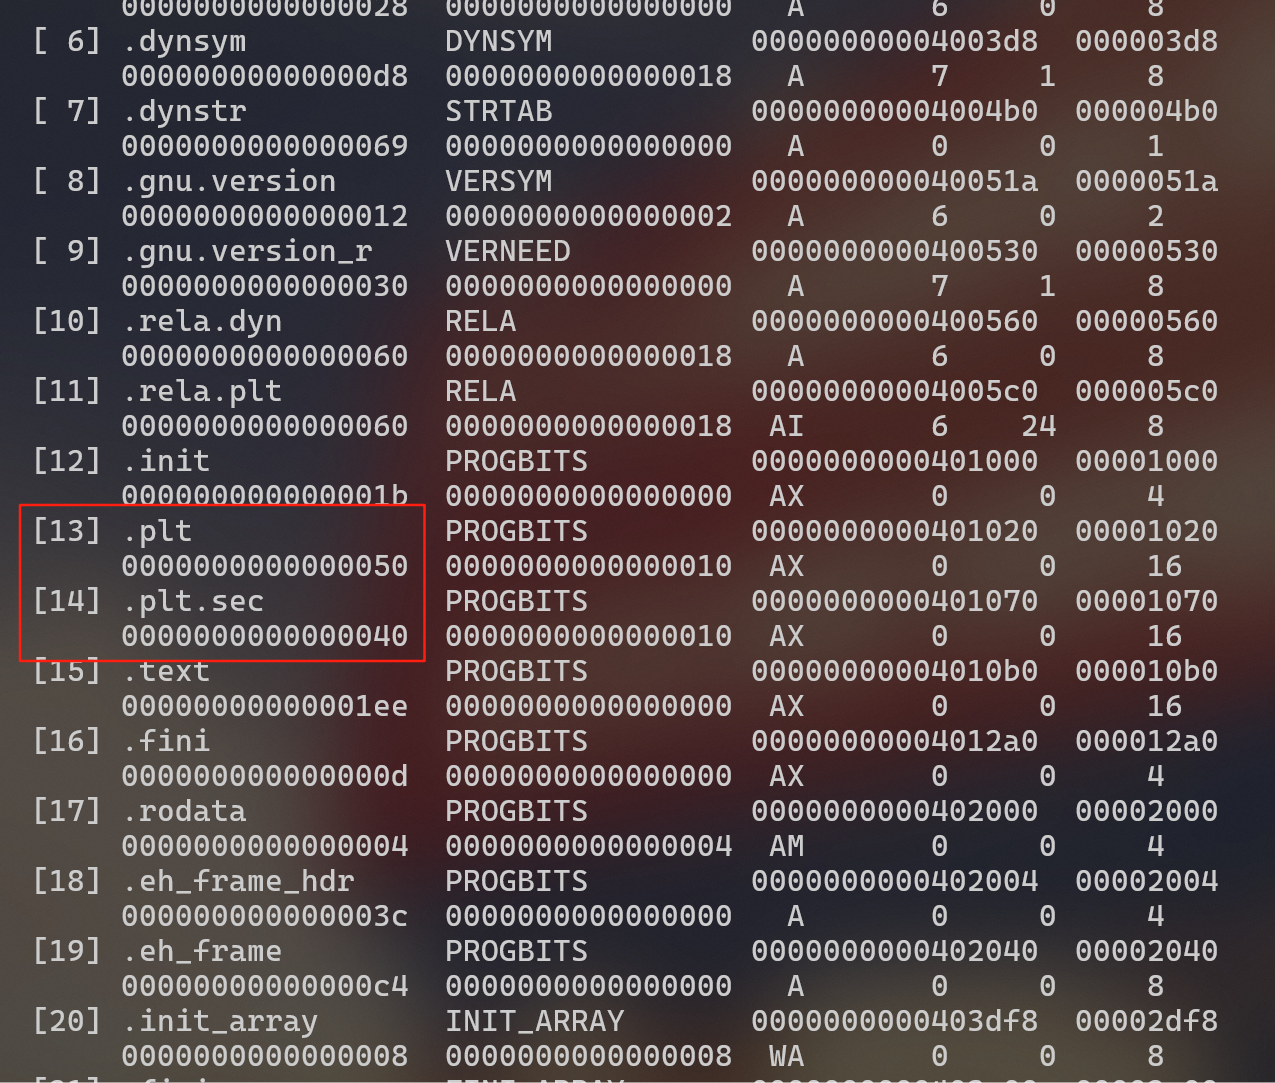 0000000000000028 0000000000000000 A 6 0 8
[ 6] .dynsym DYNSYM 00000000004003d8 000003d8
00000000000000d8 0000000000000018 A 7 1 8
[ 7] .dynstr STRTAB 00000000004004b0 000004b0
0000000000000069 0000000000000000 A 0 0 1
[ 8] .gnu.version VERSYM 000000000040051a 0000051a
0000000000000012 0000000000000002 A 6 0 2
[ 9] .gnu.version_r VERNEED 0000000000400530 00000530
0000000000000030 0000000000000000 A 7 1 8
[10] .rela.dyn RELA 0000000000400560 00000560
0000000000000060 0000000000000018 A 6 0 8
[11] .rela.plt RELA 00000000004005c0 000005c0
0000000000000060 0000000000000018 AI 6 24 8
[12] .init PROGBITS 0000000000401000 00001000
000000000000001b 0000000000000000 AX 0 0 4
[13] .plt PROGBITS 0000000000401020 00001020
0000000000000050 0000000000000010 AX 0 0 16
[14] .plt.sec PROGBITS 0000000000401070 00001070
0000000000000040 0000000000000010 AX 0 0 16
[15] .text PROGBITS 00000000004010b0 000010b0
00000000000001ee 0000000000000000 AX 0 0 16
[16] .fini PROGBITS 00000000004012a0 000012a0
000000000000000d 0000000000000000 AX 0 0 4
[17] .rodata PROGBITS 0000000000402000 00002000
0000000000000004 0000000000000004 AM 0 0 4
[18] .eh_frame_hdr PROGBITS 0000000000402004 00002004
000000000000003c 0000000000000000 A 0 0 4
[19] .eh_frame PROGBITS 0000000000402040 00002040
00000000000000c4 0000000000000000 A 0 0 8
[20] .init_array INIT_ARRAY 0000000000403df8 00002df8
0000000000000008 0000000000000008 WA 0 0 8